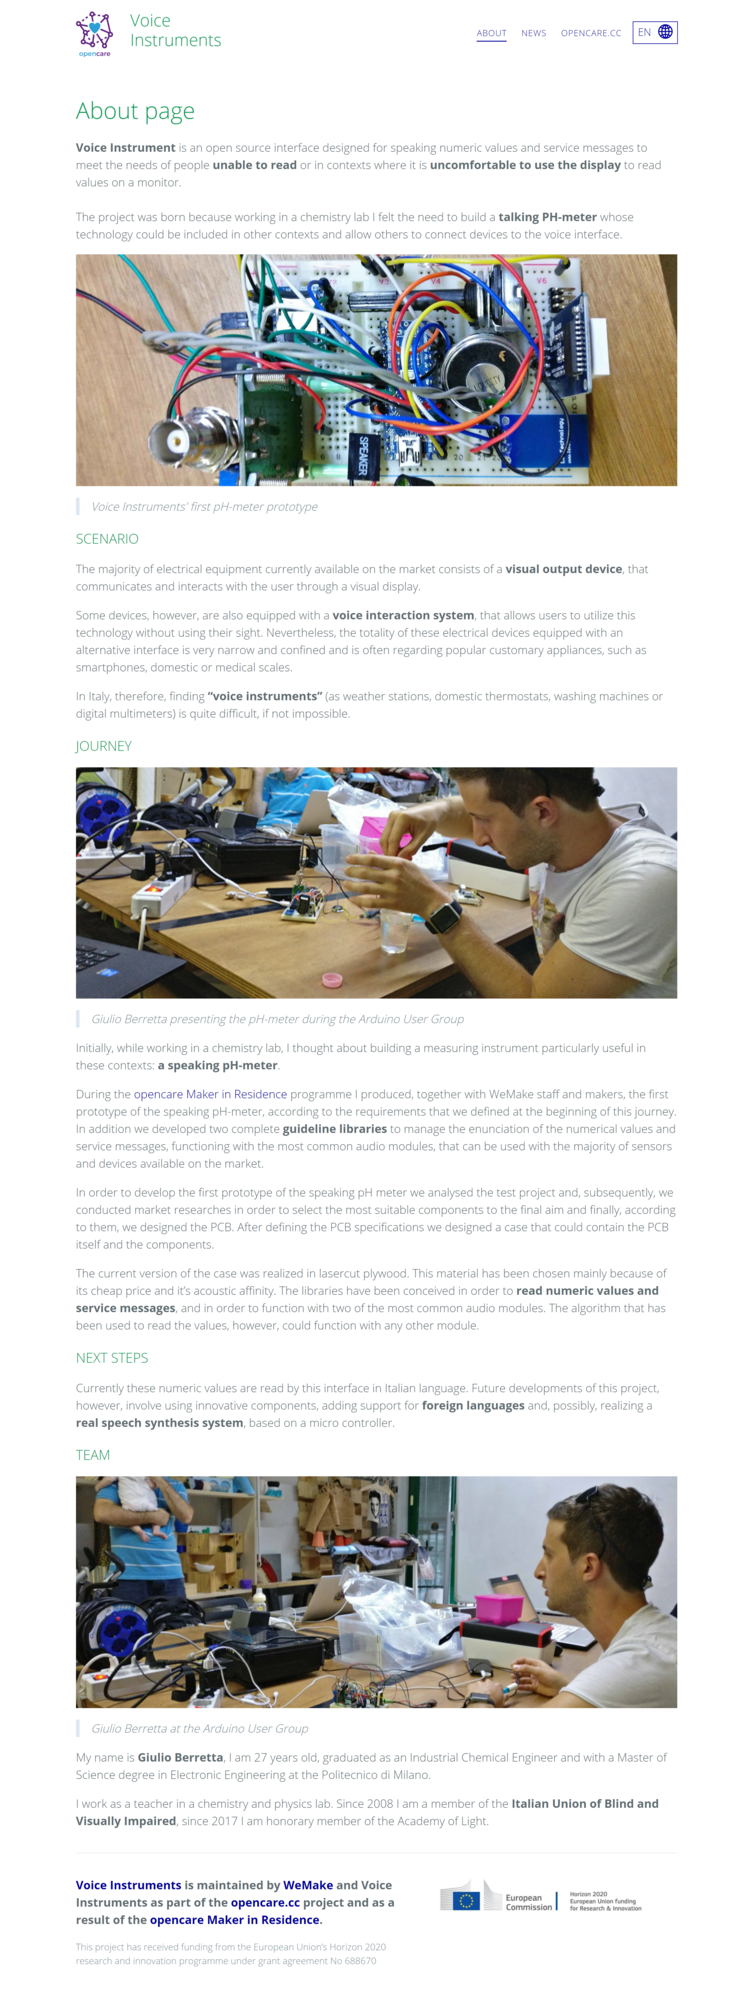 opencare
Voice
Instruments
ABOUT
NEWS
OPENCARE.CC
EN
About page
Voice Instrument is an open source interface designed for speaking numeric values and service messages to
meet the needs of people unable to read or in contexts where it is uncomfortable to use the display to read
values on a monitor.
The project was born because working in a chemistry lab I felt the need to build a talking PH-meter whose
technology could be included in other contexts and allow others to connect devices to the voice interface.
V4
V6
SPEAKER
Voice Instruments' first pH-meter prototype
SCENARIO
The majority of electrical equipment currently available on the market consists of a visual output device, that
communicates and interacts with the user through a visual display.
Some devices, however, are also equipped with a voice interaction system, that allows users to utilize this
technology without using their sight. Nevertheless, the totality of these electrical devices equipped with an
alternative interface is very narrow and confined and is often regarding popular customary appliances, such as
smartphones, domestic or medical scales.
In Italy, therefore, finding “voice instruments” (as weather stations, domestic thermostats, washing machines or
digital multimeters) is quite difficult, if not impossible.
JOURNEY
Giulio Berretta presenting the pH-meter during the Arduino User Group
Initially, while working in a chemistry lab, I thought about building a measuring instrument particularly useful in
these contexts: a speaking pH-meter.
During the opencare Maker in Residence programme I produced, together with WeMake staff and makers, the first
prototype of the speaking pH-meter, according to the requirements that we defined at the beginning of this journey.
In addition we developed two complete guideline libraries to manage the enunciation of the numerical values and
service messages, functioning with the most common audio modules, that can be used with the majority of sensors
and devices available on the market.
In order to develop the first prototype of the speaking pH meter we analysed the test project and, subsequently, we
conducted market researches in order to select the most suitable components to the final aim and finally, according
to them, we designed the PCB. After defining the PCB specifications we designed a case that could contain the PCB
itself and the components.
The current version of the case was realized in lasercut plywood. This material has been chosen mainly because of
its cheap price and it's acoustic affinity. The libraries have been conceived in order to read numeric values and
service messages, and in order to function with two of the most common audio modules. The algorithm that has
been used to read the values, however, could function with any other module.
NEXT STEPS
Currently these numeric values are read by this interface in Italian language. Future developments of this project,
however, involve using innovative components, adding support for foreign languages and, possibly, realizing a
real speech synthesis system, based on a micro controller.
TEAM
Giulio Berretta at the Arduino User Group
My name is Giulio Berretta, I am 27 years old, graduated as an Industrial Chemical Engineer and with a Master of
Science degree in Electronic Engineering at the Politecnico di Milano.
I work as a teacher in a chemistry and physics lab. Since 2008 I am a member of the Italian Union of Blind and
Visually Impaired, since 2017 I am honorary member of the Academy of Light.
Voice Instruments is maintained by WeMake and Voice
Instruments as part of the opencare.cc project and as a
result of the opencare Maker in Residence.
This project has received funding from the European Union's Horizon 2020
research and innovation programme under grant agreement No 688670
European
Commission
Horizon 2020
European Union funding
for Research & Innovation